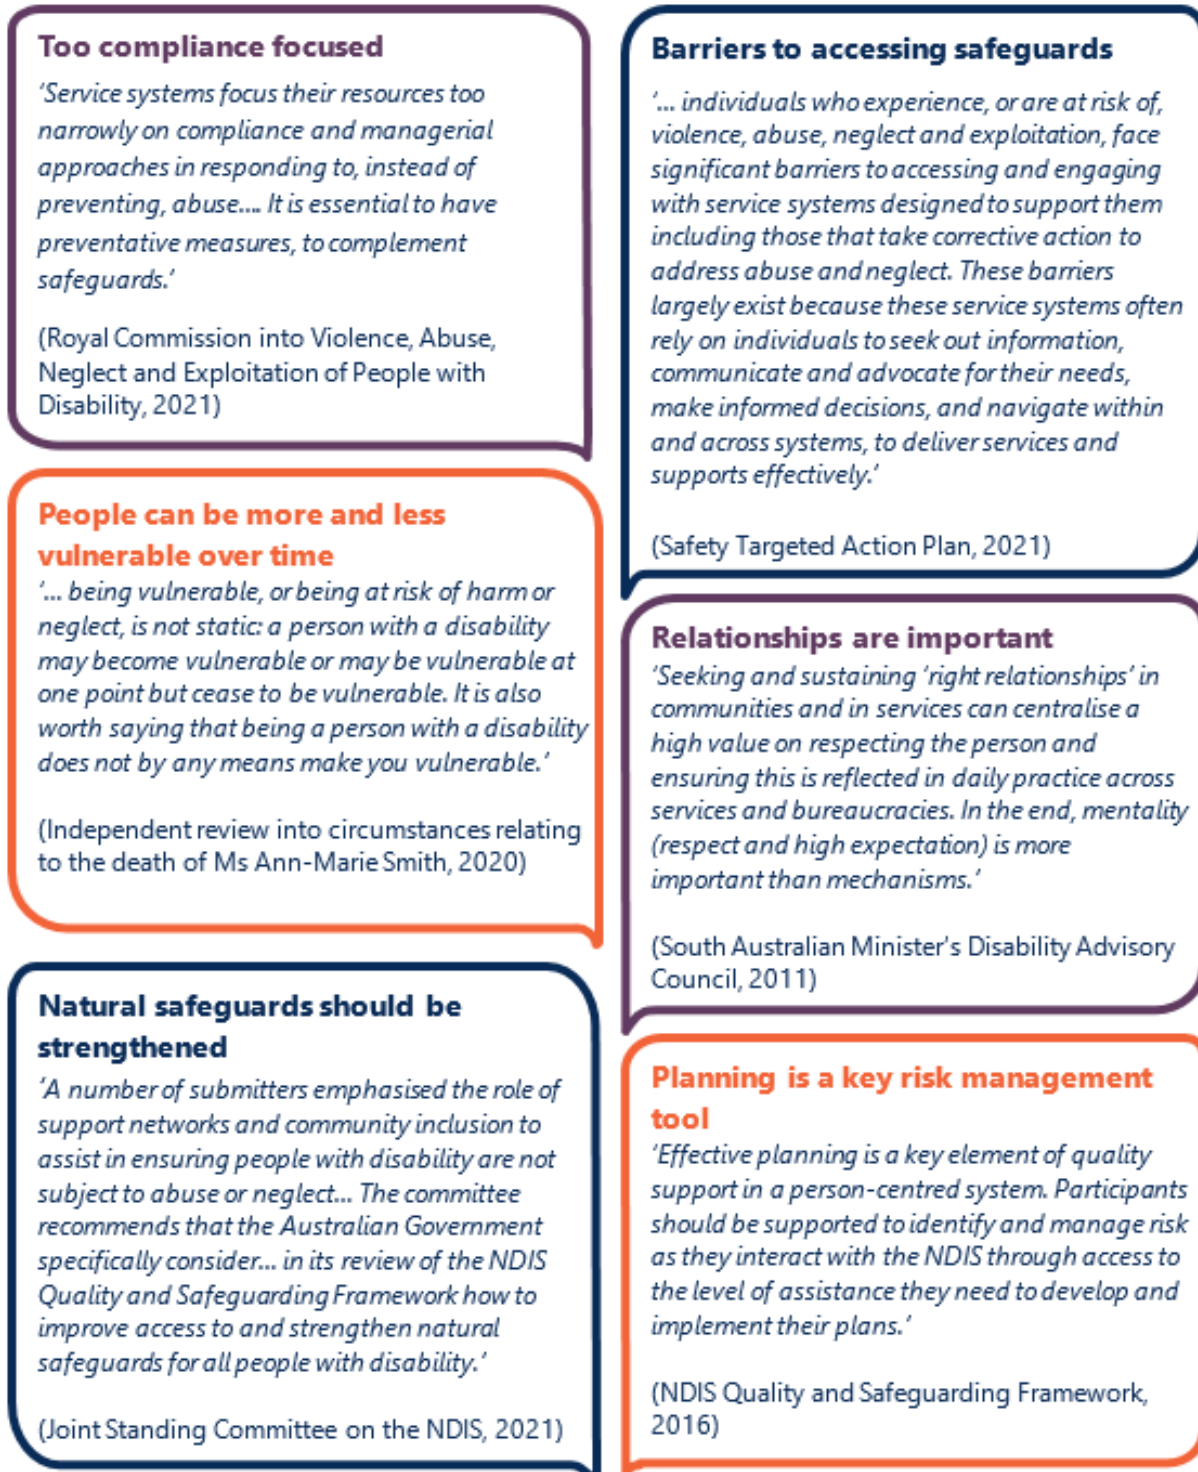 Too compliance focused
‘Service systems focus their resources too
narrowly on compliance and managerial
approaches in responding to, instead of
preventing, abuse.... It is essential to have
preventative measures, to complement
safeguards.’
(Royal Commission into Violence, Abuse,
Neglect and Exploitation of People with
Disability, 2021)
People can be more and less
vulnerable over time
‘... being vulnerable, or being at risk of harm or
neglect, is not static: a person with a disability
may become vulnerable or may be vulnerable at
one point but cease to be vulnerable. It is also
worth saying that being a person with a disability
does not by any means make you vulnerable.’
(Independent review into circumstances relating
to the death of Ms Ann-Marie Smith, 2020)
Natural safeguards should be
strengthened
‘A number of submitters emphasised the role of
support networks and community inclusion to
assist in ensuring people with disability are not
subject to abuse or neglect... The committee
recommends that the Australian Government
specifically consider... in its review of the NDIS
Quality and Safeguarding Framework how to
improve access to and strengthen natural
safeguards for all people with disability.’
(Joint Standing Committee on the NDIS, 2021)
Barriers to accessing safeguards
‘... individuals who experience, or are at risk of,
violence, abuse, neglect and exploitation, face
significant barriers to accessing and engaging
with service systems designed to support them
including those that take corrective action to
address abuse and neglect. These barriers
largely exist because these service systems often
rely on individuals to seek out information,
communicate and advocate for their needs,
make informed decisions, and navigate within
and across systems, to deliver services and
supports effectively.’
(Safety Targeted Action Plan, 2021)
Relationships are important
‘Seeking and sustaining ‘right relationships’ in
communities and in services can centralise a
high value on respecting the person and
ensuring this is reflected in daily practice across
services and bureaucracies. In the end, mentality
(respect and high expectation) is more
important than mechanisms.’
(South Australian Minister's Disability Advisory
Council, 2011)
Planning is a key risk management
tool
‘Effective planning is a key element of quality
support in a person-centred system. Participants
should be supported to identify and manage risk
as they interact with the NDIS through access to
the level of assistance they need to develop and
implement their plans.’
(NDIS Quality and Safeguarding Framework,
2016)